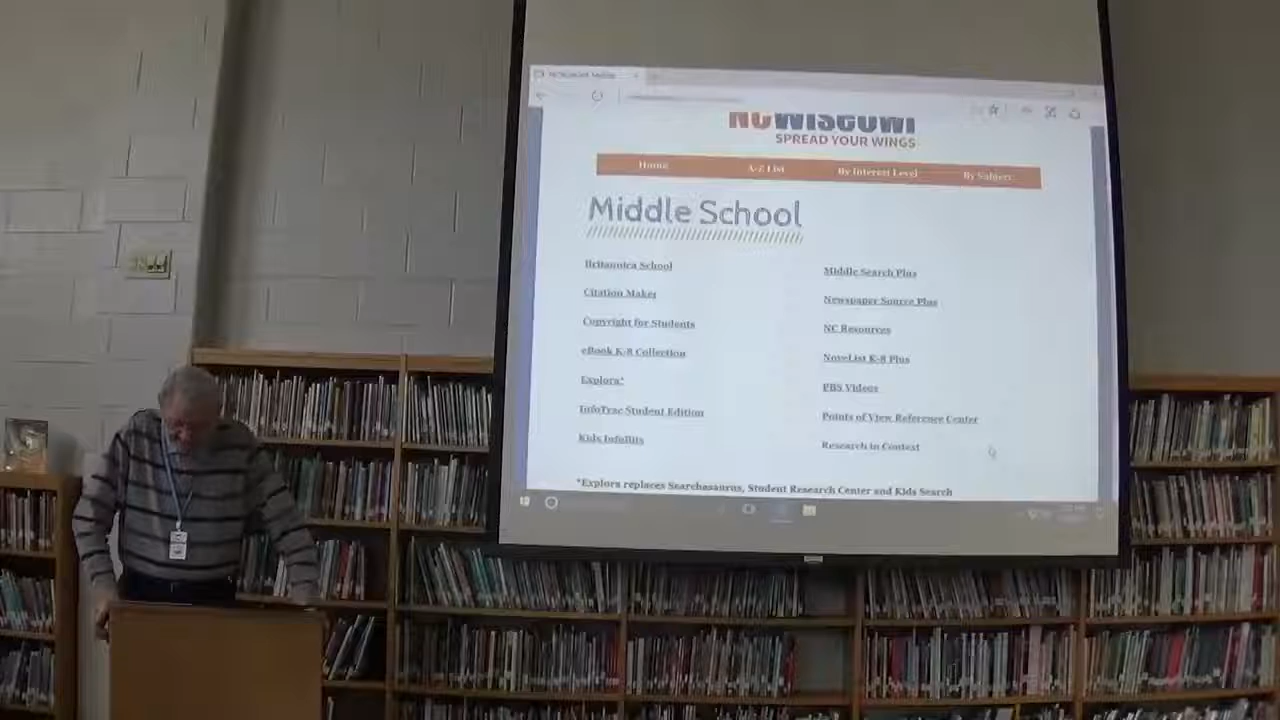 NCWISEOWL
SPREAD YOUR WINGS
Home A-Z List By Interest Level By Subject
Middle School
Britannica School
Citation Maker
Copyright for Students
eBook K-8 Collection
Explora*
InfoTrac Student Edition
Kids InfoBits
Middle Search Plus
Newspaper Source Plus
NC Resources
NoveList K-8 Plus
PBS Videos
Points of View Reference Center
Research in Context
*Explora replaces Searchasaurus, Student Research Center and Kids Search